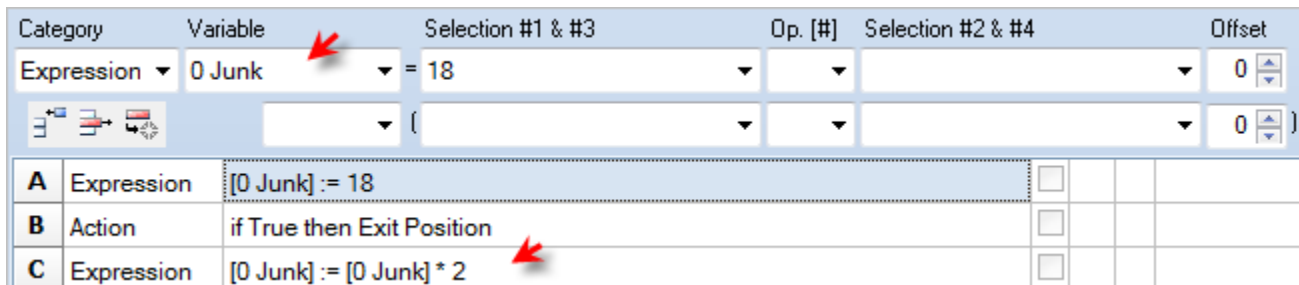 Category Variable Selection #1 & #3 Op. [#] Selection #2 & #4 Offset
Expression 0 Junk = 18 0
( 0 )
A Expression [0 Junk] := 18
B Action if True then Exit Position
C Expression [0 Junk] := [0 Junk] * 2